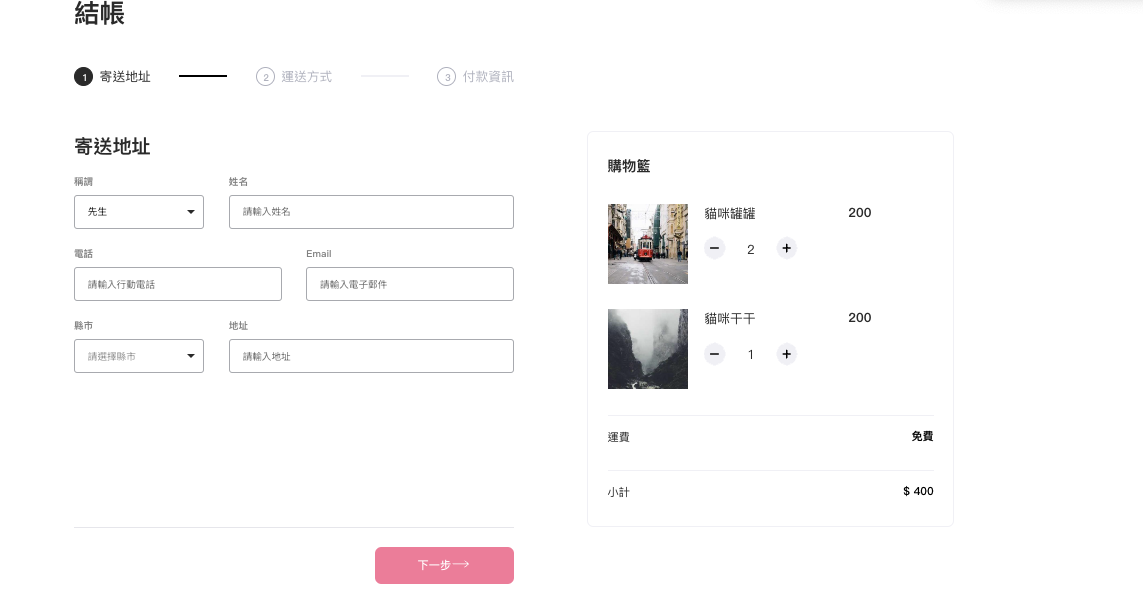 結帳
1 寄送地址 2 運送方式 3 付款資訊
寄送地址
稱謂 姓名
先生 請輸入姓名
電話 Email
請輸入行動電話 請輸入電子郵件
縣市 地址
請選擇縣市 請輸入地址
下一步
購物籃
貓咪罐罐 200
2
貓咪干干 200
1
運費 免費
小計 $ 400